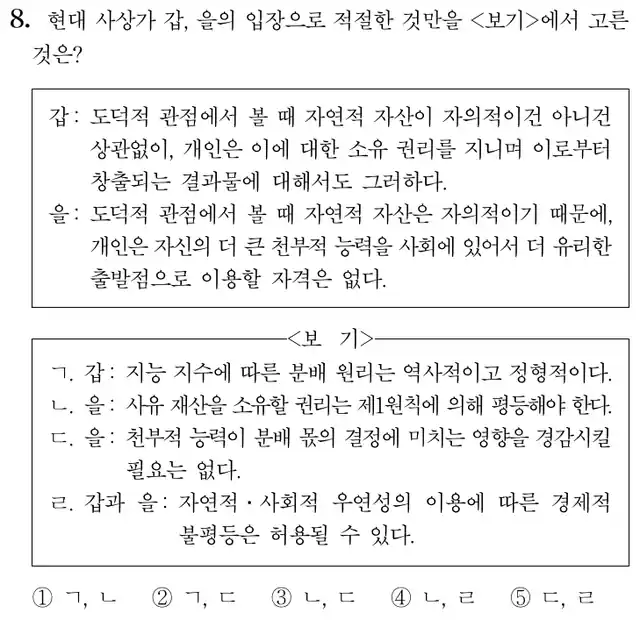 8. 현대 사상가 갑, 을의 입장으로 적절한 것만을 <보기>에서 고른
것은?
갑: 도덕적 관점에서 볼 때 자연적 자산이 자의적이건 아니건
상관없이, 개인은 이에 대한 소유 권리를 지니며 이로부터
창출되는 결과물에 대해서도 그러하다.
을: 도덕적 관점에서 볼 때 자연적 자산은 자의적이기 때문에,
개인은 자신의 더 큰 천부적 능력을 사회에 있어서 더 유리한
출발점으로 이용할 자격은 없다.
<보 기>
ㄱ. 갑: 지능 지수에 따른 분배 원리는 역사적이고 정형적이다.
ㄴ. 을: 사유 재산을 소유할 권리는 제1원칙에 의해 평등해야 한다.
ㄷ. 을: 천부적 능력이 분배 몫의 결정에 미치는 영향을 경감시킬
필요는 없다.
ㄹ. 갑과 을: 자연적·사회적 우연성의 이용에 따른 경제적
불평등은 허용될 수 있다.
① ㄱ, ㄴ ② ㄱ, ㄷ ③ ㄴ, ㄷ ④ ㄴ, ㄹ ⑤ ㄷ, ㄹ